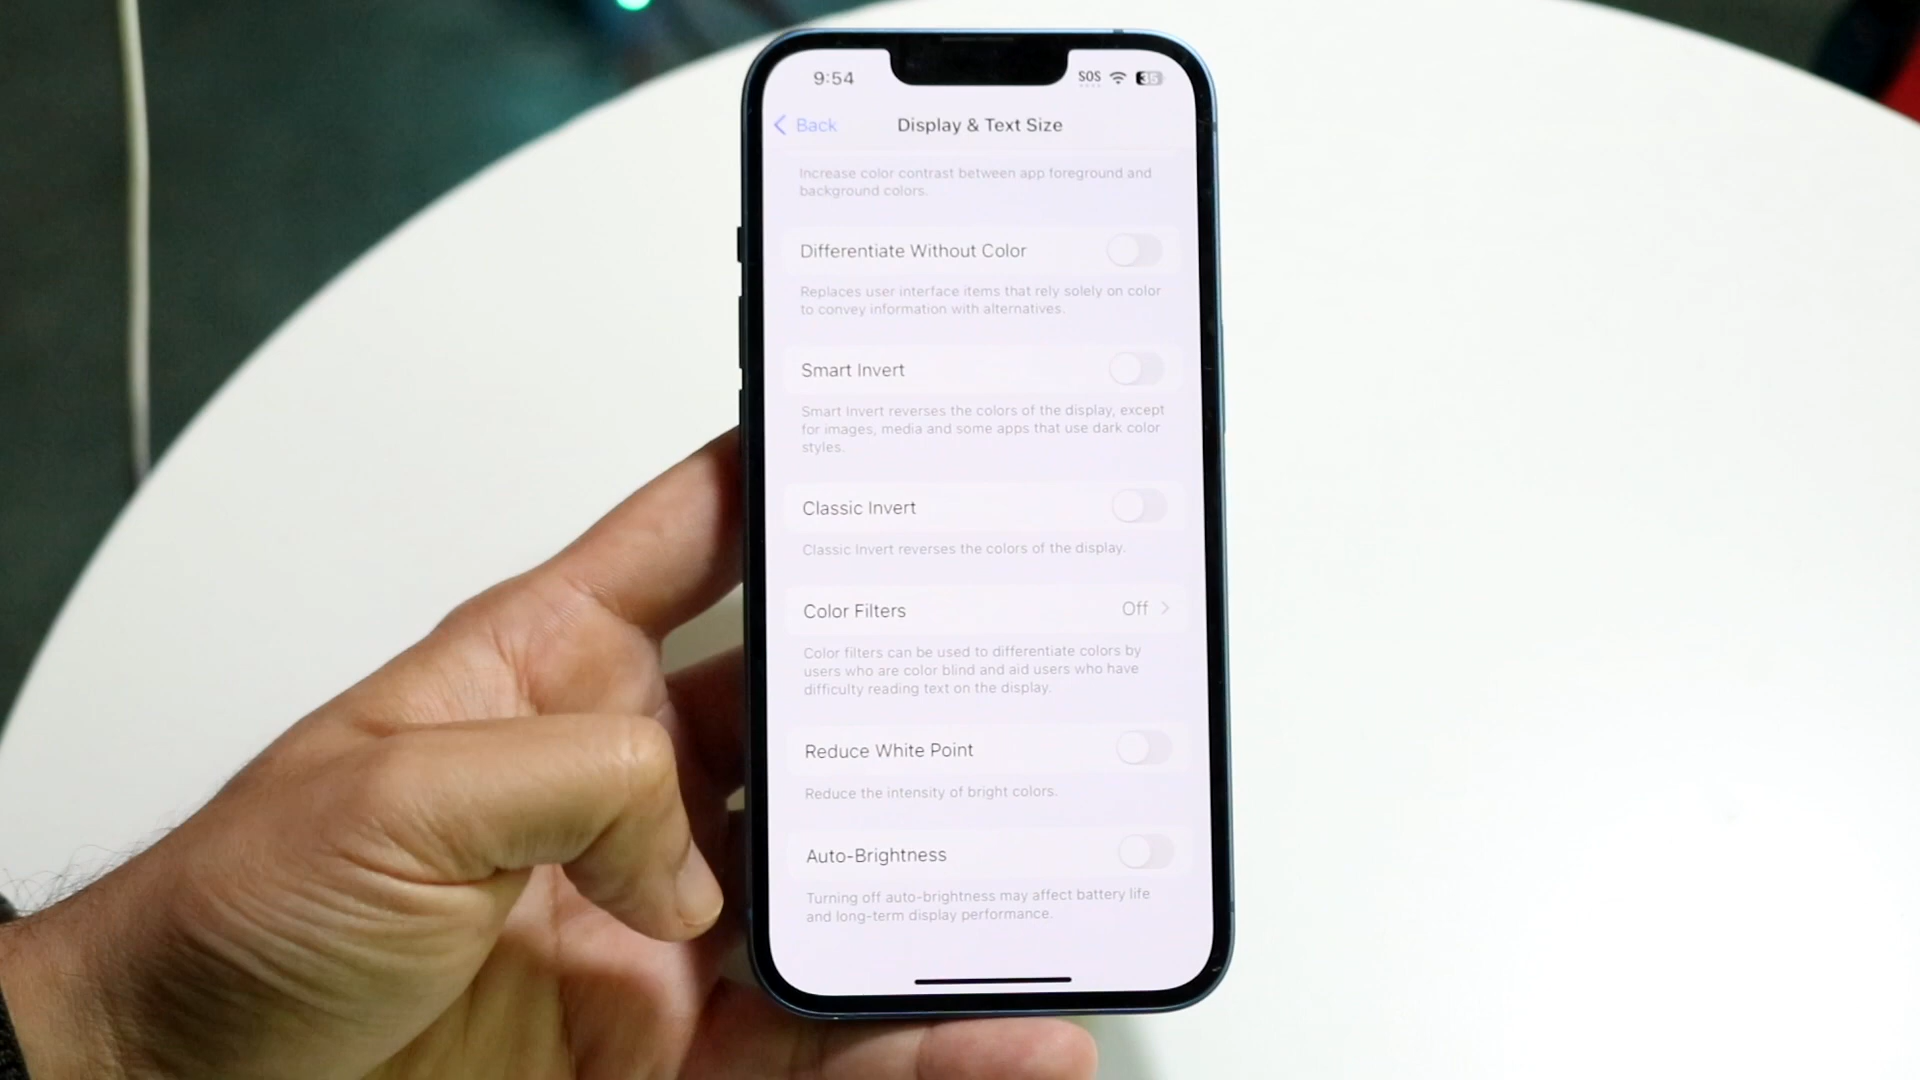 9:54
SOS
35
Back
Display & Text Size
Increase color contrast between app foreground and
background colors.
Differentiate Without Color
Replaces user interface items that rely solely on color
to convey information with alternatives.
Smart Invert
Smart Invert reverses the colors of the display, except
for images, media and some apps that use dark color
styles.
Classic Invert
Classic Invert reverses the colors of the display.
Color Filters
Off
Color filters can be used to differentiate colors by
users who are color blind and aid users who have
difficulty reading text on the display.
Reduce White Point
Reduce the intensity of bright colors.
Auto-Brightness
Turning off auto-brightness may affect battery life
and long-term display performance.